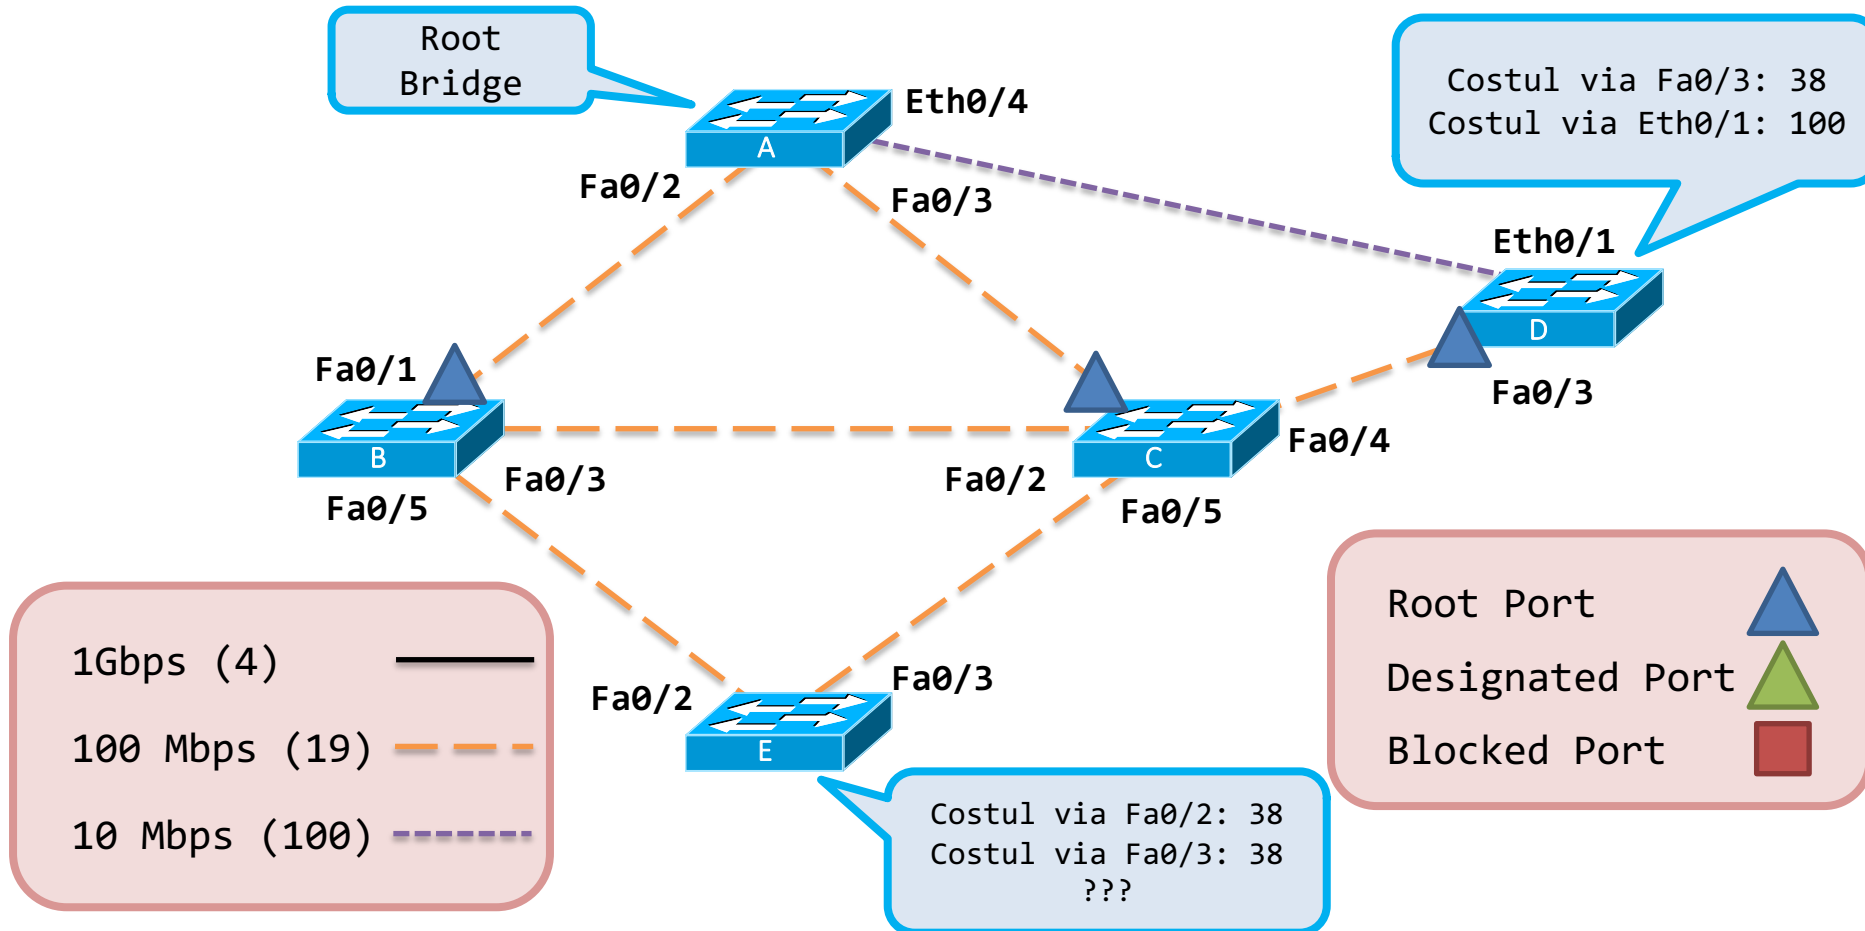 Root
Bridge
Eth0/4
Costul via Fa0/3: 38
Costul via Eth0/1: 100
A
Fa0/2
Fa0/3
Eth0/1
D
Fa0/1
Fa0/3
B
C
Fa0/4
Fa0/3
Fa0/2
Fa0/5
Fa0/5
1Gbps (4)
100 Mbps (19)
10 Mbps (100)
Fa0/2
Fa0/3
E
Costul via Fa0/2: 38
Costul via Fa0/3: 38
???
Root Port
Designated Port
Blocked Port